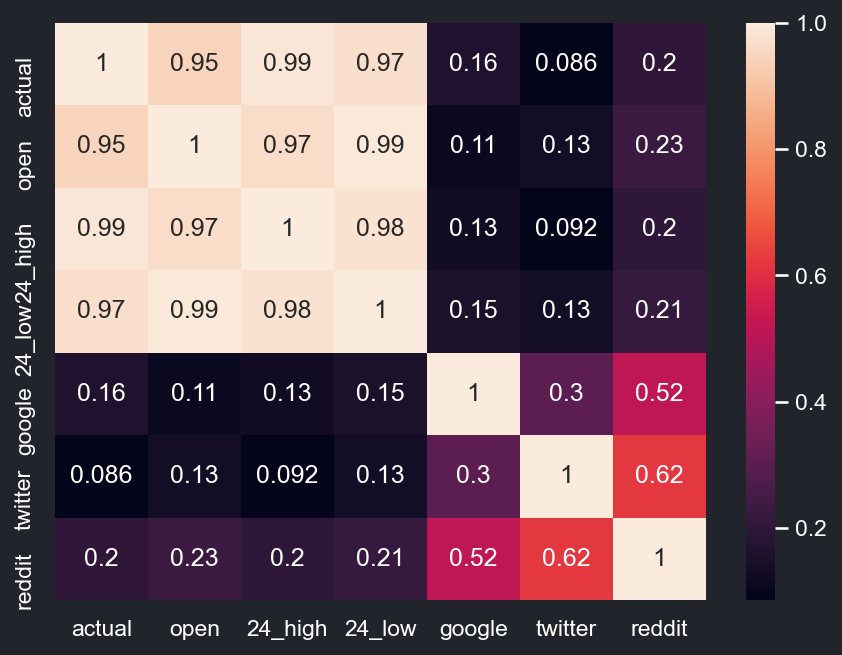 actual 1 0.95 0.99 0.97 0.16 0.086 0.2 1.0
open 0.95 1 0.97 0.99 0.11 0.13 0.23 0.8
24_high 0.99 0.97 1 0.98 0.13 0.092 0.2 0.6
24_low 0.97 0.99 0.98 1 0.15 0.13 0.21
google 0.16 0.11 0.13 0.15 1 0.3 0.52 0.4
twitter 0.086 0.13 0.092 0.13 0.3 1 0.62 0.2
reddit 0.2 0.23 0.2 0.21 0.52 0.62 1
actual open 24_high 24_low google twitter reddit